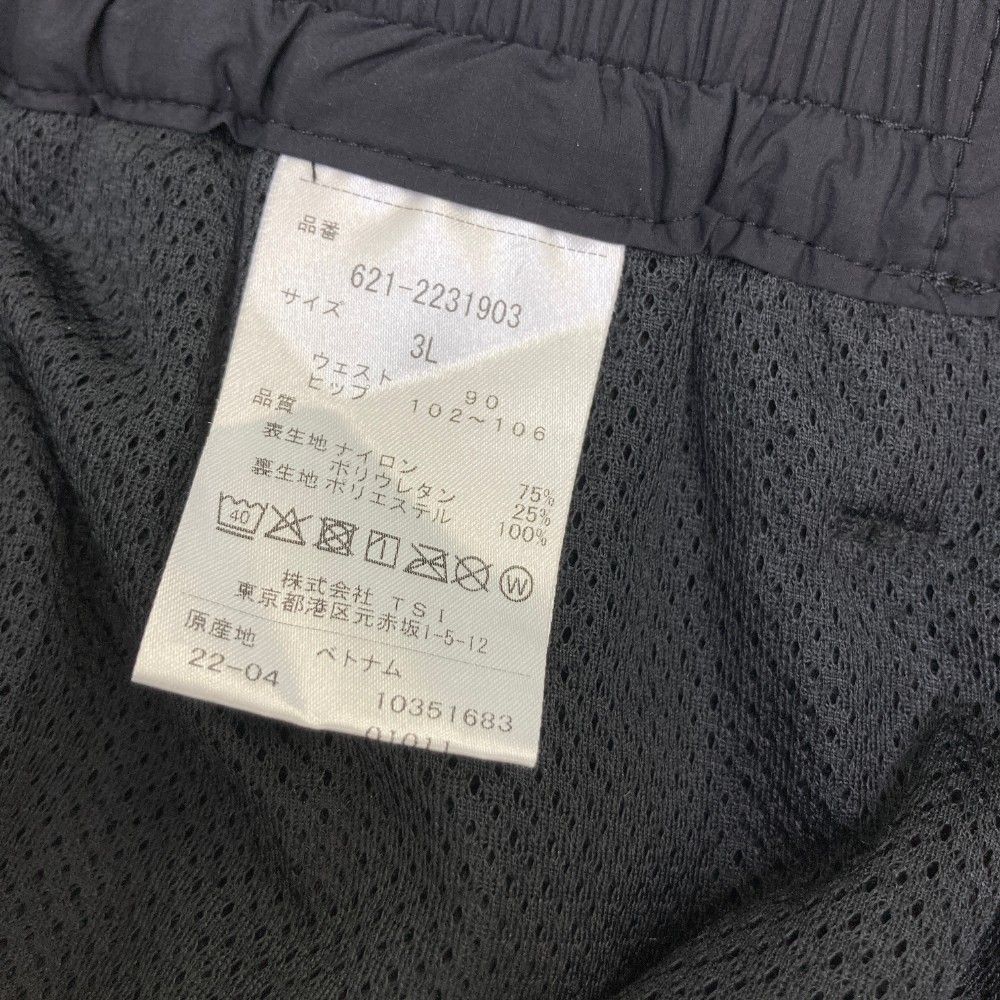 品番
621-2231903
サイズ
3L
ウェスト 90
ヒップ 102～106
品質
表生地 ナイロン 75%
ポリウレタン 25%
裏生地 ポリエステル 100%
40 W
株式会社 TSI
東京都港区元赤坂1-5-12
原産地 ベトナム
22-04 10351683
01011